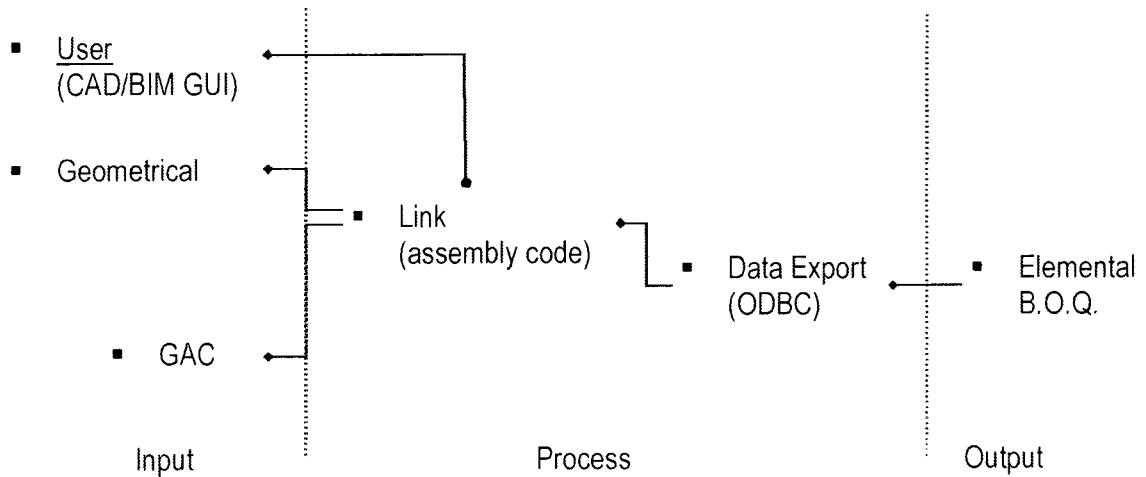 User
(CAD/BIM GUI)
Geometrical
Link
(assembly code)
Data Export
(ODBC)
Elemental
B.O.Q.
GAC
Input
Process
Output